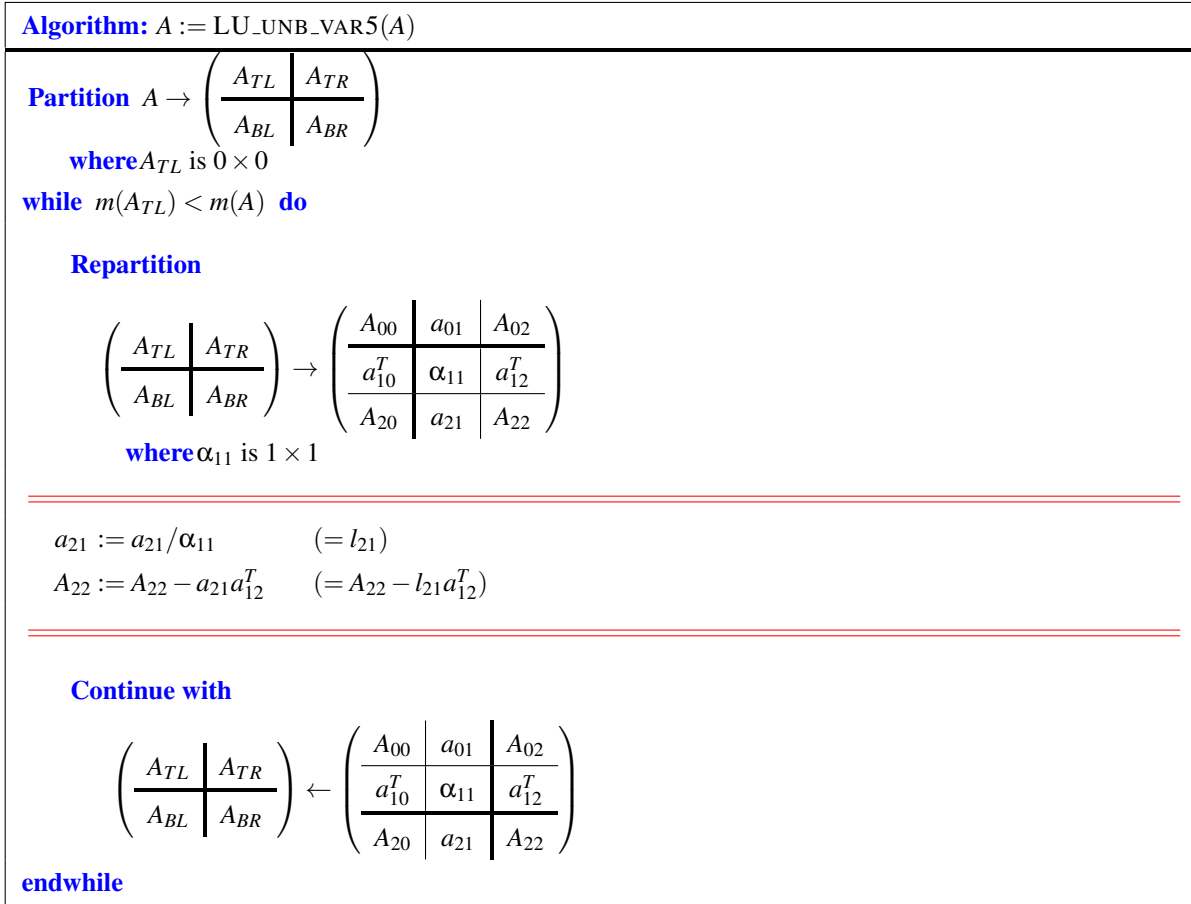 Algorithm: A := LU_UNB_VAR5(A)
Partition A → ( A_TL | A_TR
A_BL | A_BR )
where A_TL is 0 × 0
while m(A_TL) < m(A) do
Repartition
( A_TL | A_TR
A_BL | A_BR ) → ( A_00 | a_01 | A_02
a_10^T | α_11 | a_12^T
A_20 | a_21 | A_22 )
where α_11 is 1 × 1
a_21 := a_21/α_11 (= l_21)
A_22 := A_22 − a_21 a_12^T (= A_22 − l_21 a_12^T)
Continue with
( A_TL | A_TR
A_BL | A_BR ) ← ( A_00 | a_01 | A_02
a_10^T | α_11 | a_12^T
A_20 | a_21 | A_22 )
endwhile